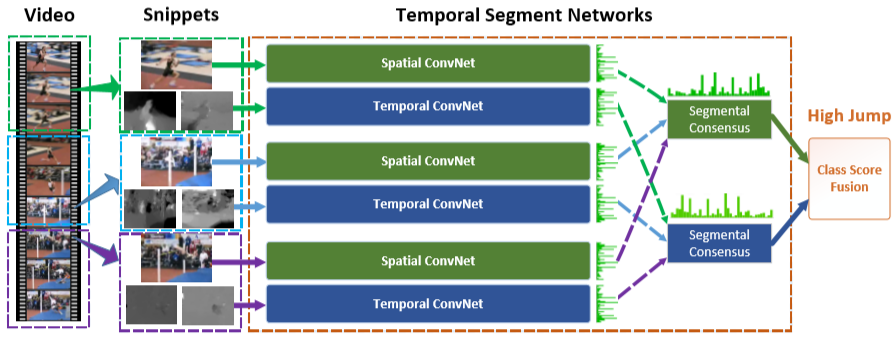 Video
Snippets
Temporal Segment Networks
Spatial ConvNet
Temporal ConvNet
Segmental
Consensus
High Jump
Spatial ConvNet
Temporal ConvNet
Class Score
Fusion
Segmental
Consensus
Spatial ConvNet
Temporal ConvNet